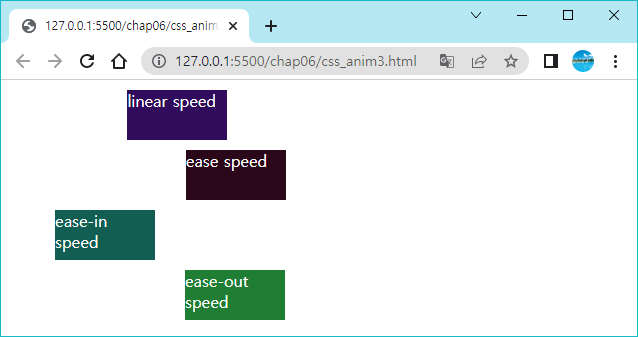 127.0.0.1:5500/chap06/css_anim
127.0.0.1:5500/chap06/css_anim3.html
linear speed
ease speed
ease-in
speed
ease-out
speed